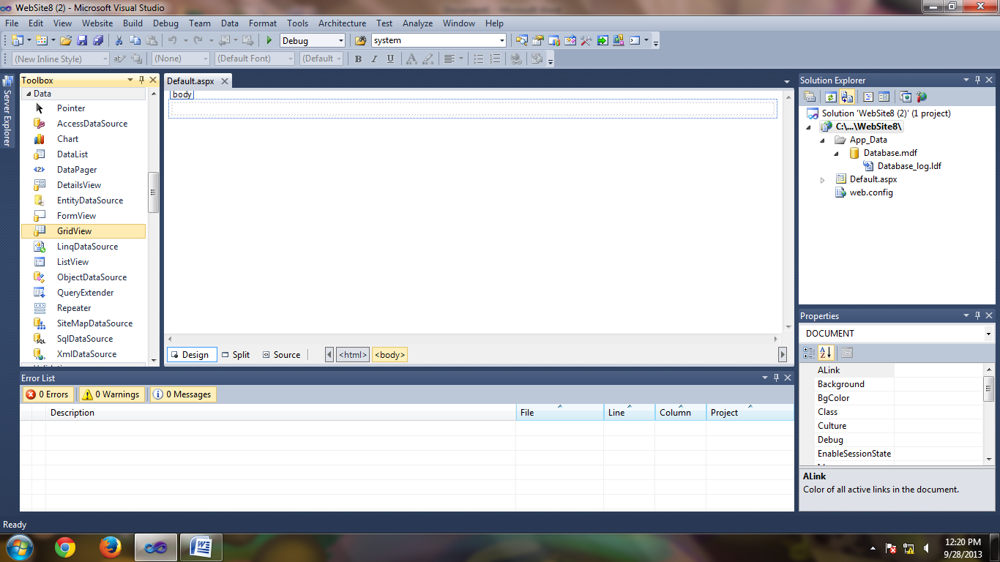 WebSite8 (2) - Microsoft Visual Studio
File Edit View Website Build Debug Team Data Format Tools Architecture Test Analyze Window Help
Debug system
(New Inline Style) (None) (Default Font) (Default B I U A
Server Explorer
Toolbox
Data
Pointer
AccessDataSource
Chart
DataList
DataPager
DetailsView
EntityDataSource
FormView
GridView
LinqDataSource
ListView
ObjectDataSource
QueryExtender
Repeater
SiteMapDataSource
SqlDataSource
XmlDataSource
Default.aspx
body
Design Split Source <html> <body>
Solution Explorer
Solution 'WebSite8 (2)' (1 project)
C:\...\WebSite8\
App_Data
Database.mdf
Database_log.ldf
Default.aspx
web.config
Properties
DOCUMENT
ALink
Background
BgColor
Class
Culture
Debug
EnableSessionState
ALink
Color of all active links in the document.
Error List
0 Errors 0 Warnings 0 Messages
Description File Line Column Project
Ready
12:20 PM
9/28/2013